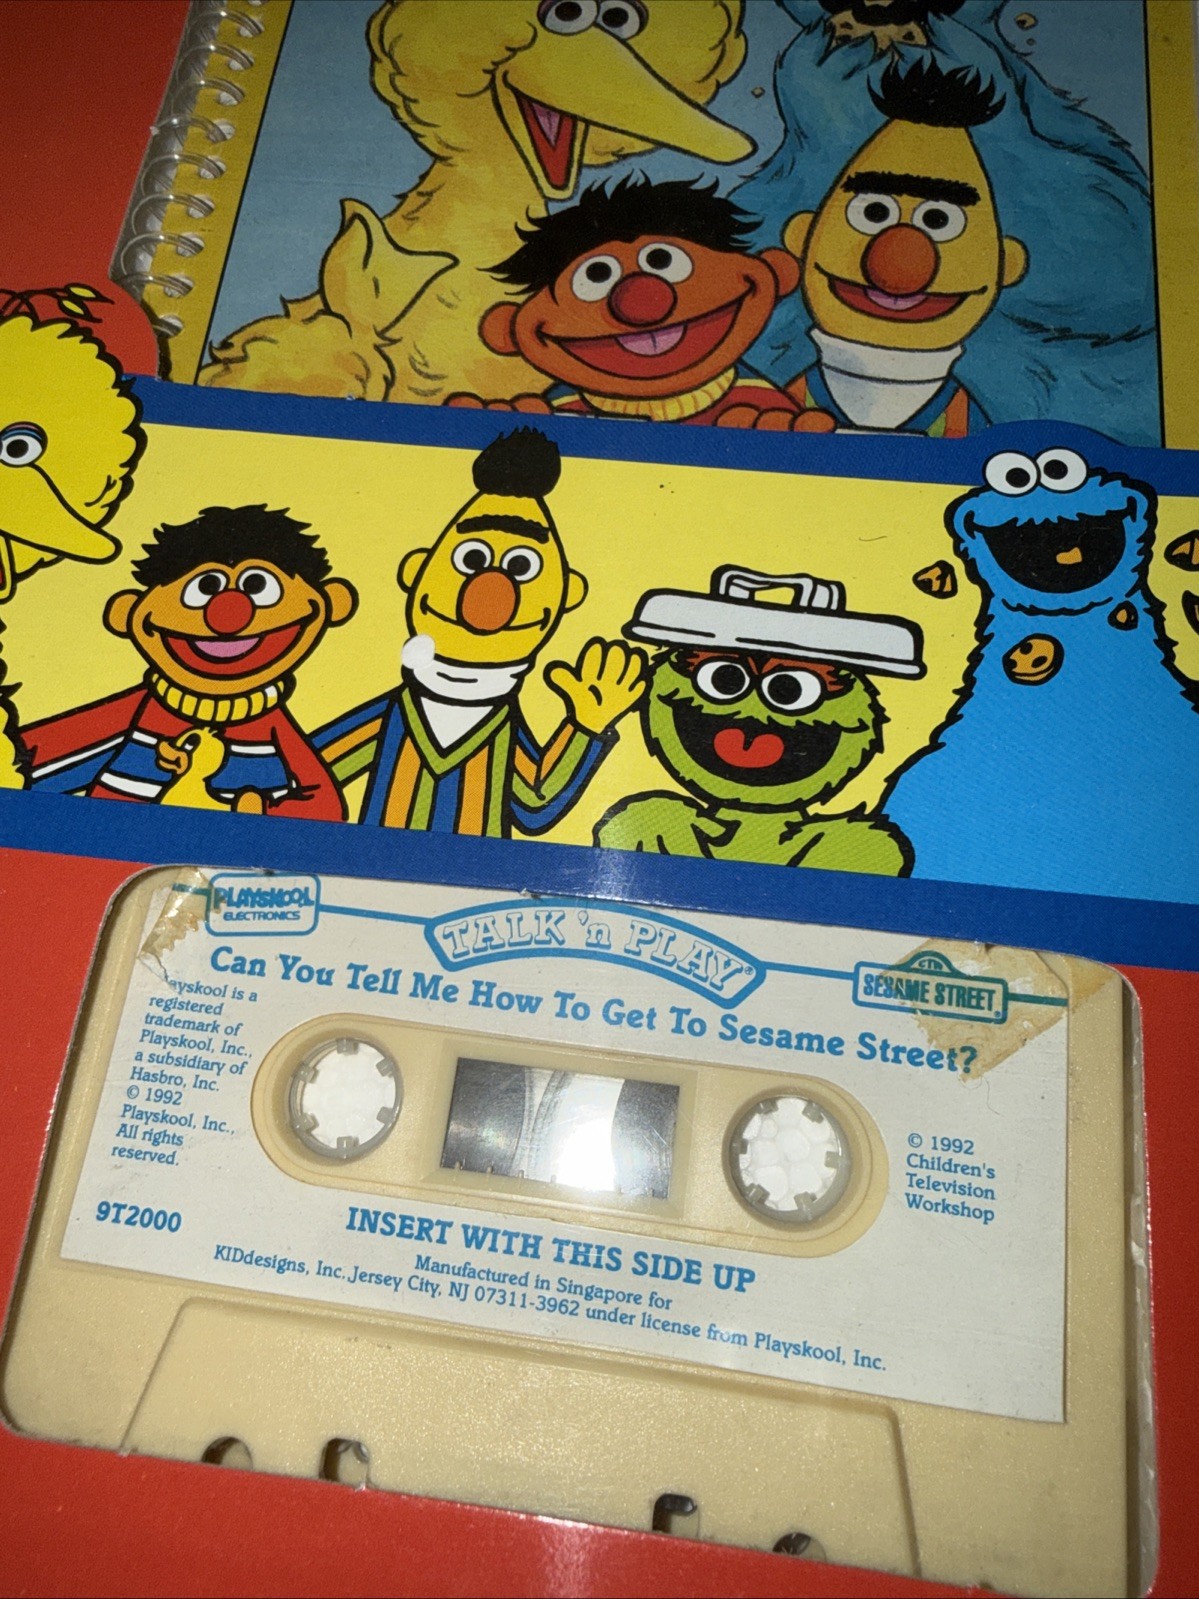 PLAYSKOOL
ELECTRONICS
TALK 'n PLAY®
CTW
SESAME STREET®
Can You Tell Me How To Get To Sesame Street?
Playskool is a
registered
trademark of
Playskool, Inc.,
a subsidiary of
Hasbro, Inc.
© 1992
Playskool, Inc.,
All rights
reserved.
© 1992
Children's
Television
Workshop
9T2000
INSERT WITH THIS SIDE UP
Manufactured in Singapore for
KIDdesigns, Inc. Jersey City, NJ 07311-3962 under license from Playskool, Inc.